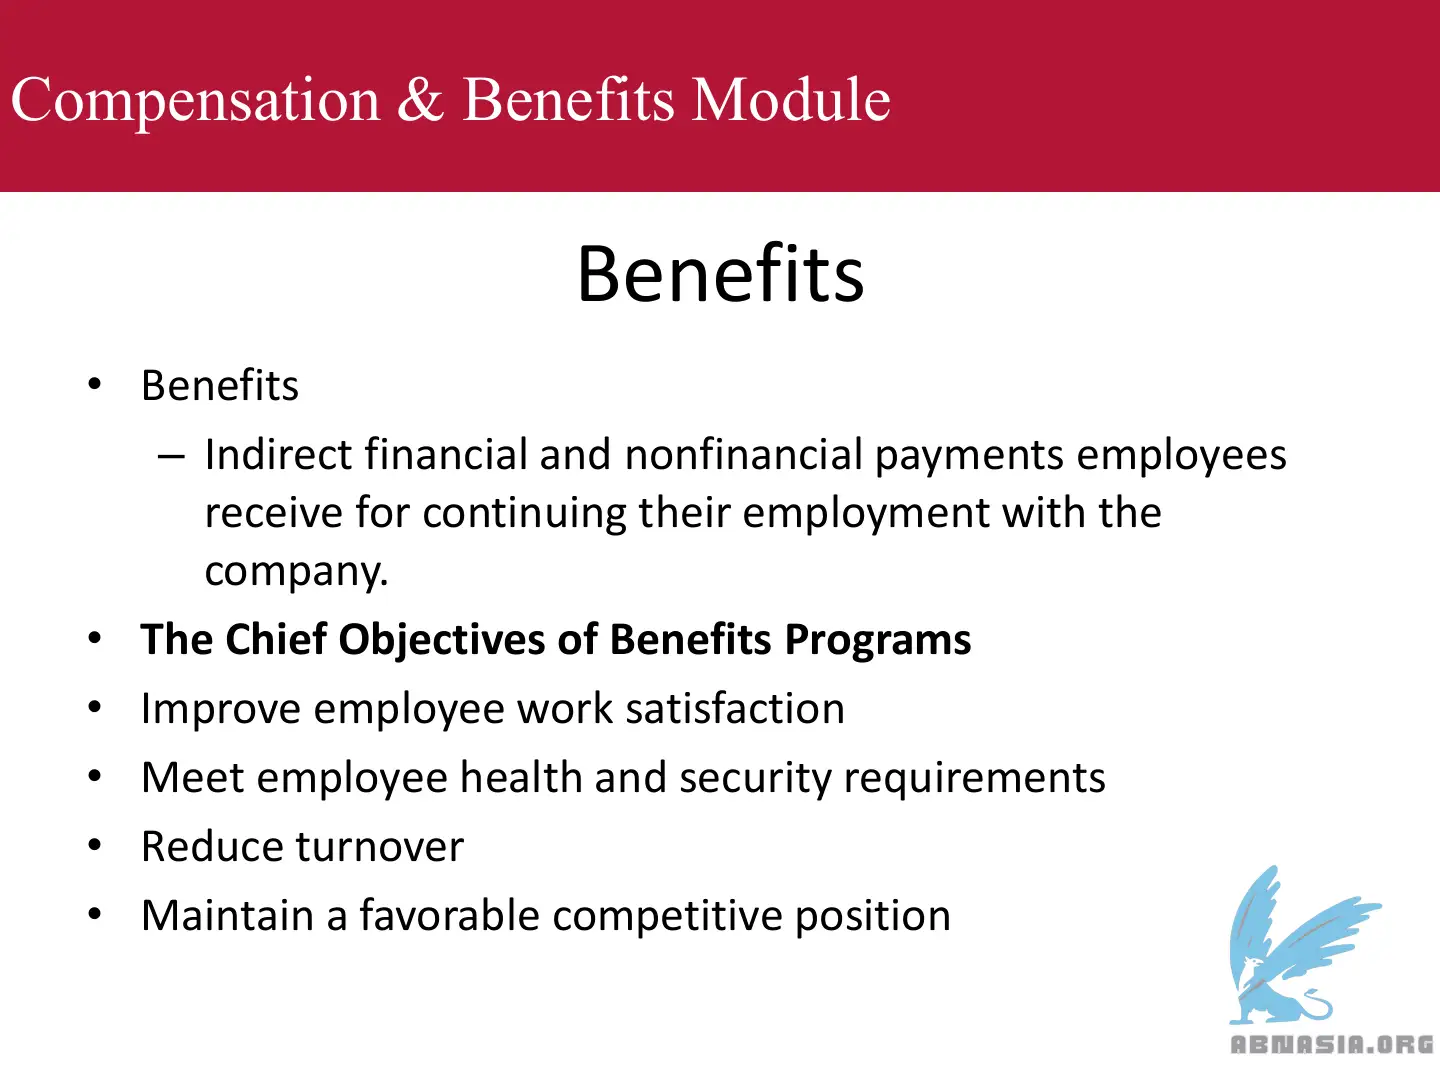 Compensation & Benefits Module
Benefits
• Benefits
– Indirect financial and nonfinancial payments employees
receive for continuing their employment with the
company.
• The Chief Objectives of Benefits Programs
• Improve employee work satisfaction
• Meet employee health and security requirements
• Reduce turnover
• Maintain a favorable competitive position
ABNASIA.ORG